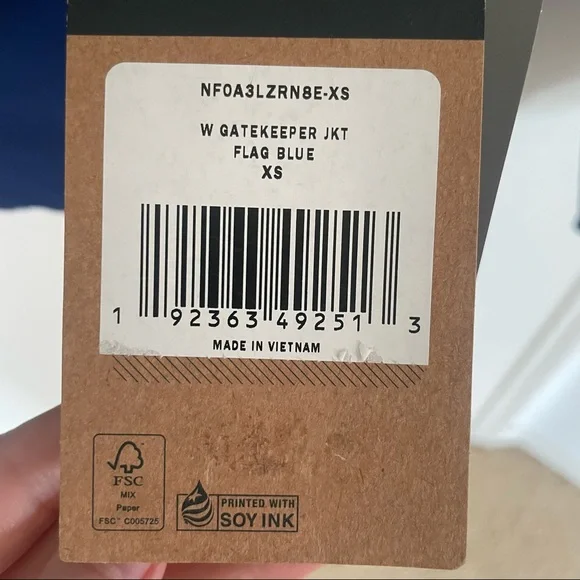 NF0A3LZRN8E-XS
W GATEKEEPER JKT
FLAG BLUE
XS
1 92363 49251 3
MADE IN VIETNAM
FSC
MIX
Paper
FSC™ C005725
PRINTED WITH
SOY INK